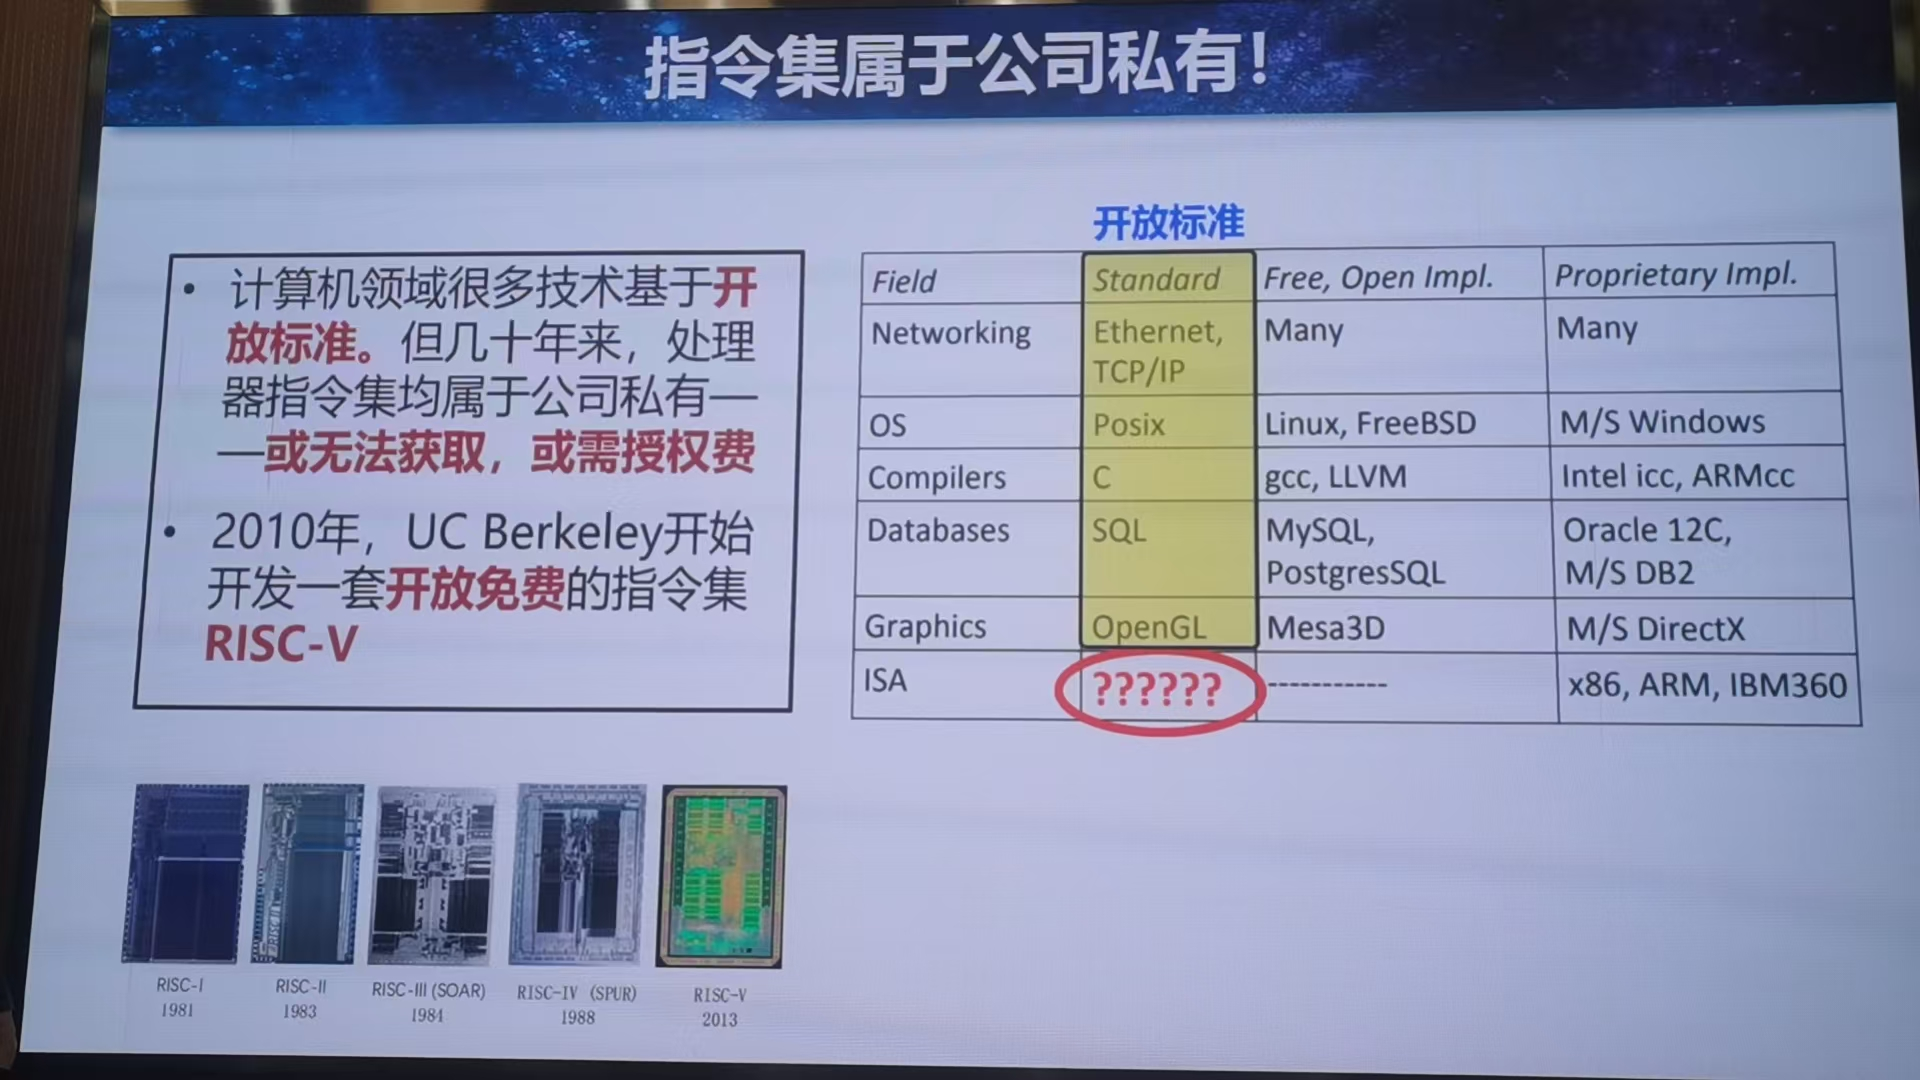 指令集属于公司私有！
• 计算机领域很多技术基于开
放标准。但几十年来，处理
器指令集均属于公司私有—
—或无法获取，或需授权费
• 2010年，UC Berkeley开始
开发一套开放免费的指令集
RISC-V
开放标准
Field Standard Free, Open Impl. Proprietary Impl.
Networking Ethernet, Many Many
TCP/IP
OS Posix Linux, FreeBSD M/S Windows
Compilers C gcc, LLVM Intel icc, ARMcc
Databases SQL MySQL, Oracle 12C,
PostgresSQL M/S DB2
Graphics OpenGL Mesa3D M/S DirectX
ISA ?????? ----------- x86, ARM, IBM360
RISC-I RISC-II RISC-III (SOAR) RISC-IV (SPUR) RISC-V
1981 1983 1984 1988 2013